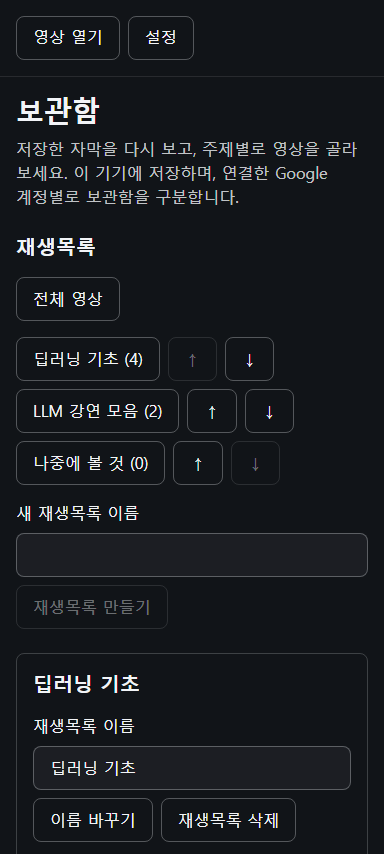 영상 열기 설정
보관함
저장한 자막을 다시 보고, 주제별로 영상을 골라
보세요. 이 기기에 저장하며, 연결한 Google
계정별로 보관함을 구분합니다.
재생목록
전체 영상
딥러닝 기초 (4) ↑ ↓
LLM 강연 모음 (2) ↑ ↓
나중에 볼 것 (0) ↑ ↓
새 재생목록 이름
재생목록 만들기
딥러닝 기초
재생목록 이름
딥러닝 기초
이름 바꾸기 재생목록 삭제